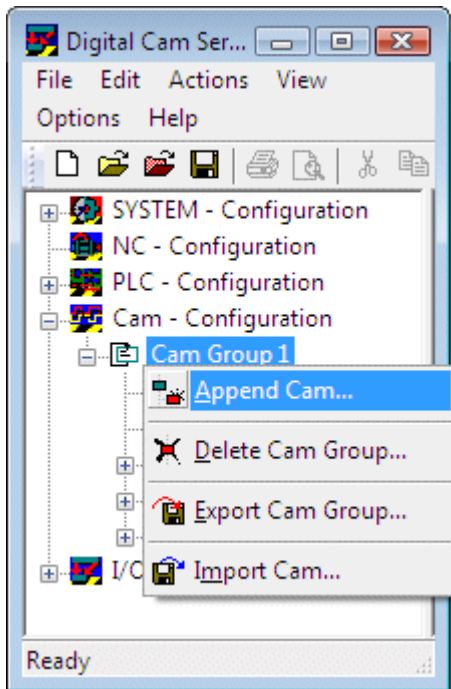 Digital Cam Ser...
File Edit Actions View
Options Help
SYSTEM - Configuration
NC - Configuration
PLC - Configuration
Cam - Configuration
Cam Group 1
Append Cam...
Delete Cam Group...
Export Cam Group...
I/O
Import Cam...
Ready